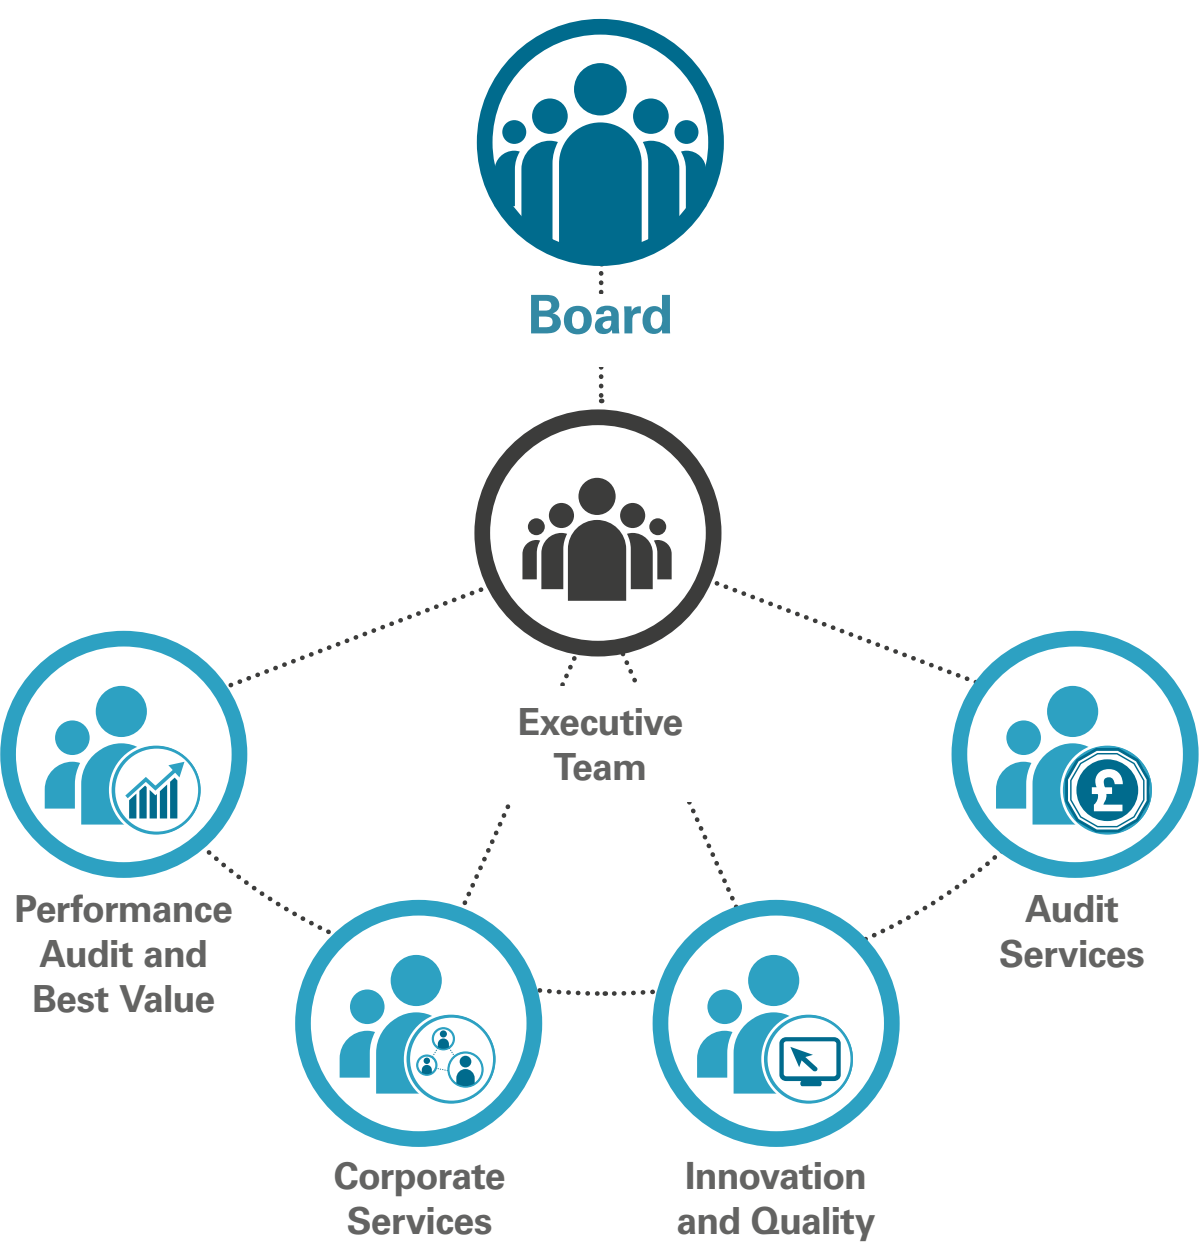 Board
Executive
Team
Performance
Audit and
Best Value
£
Audit
Services
Corporate
Services
Innovation
and Quality